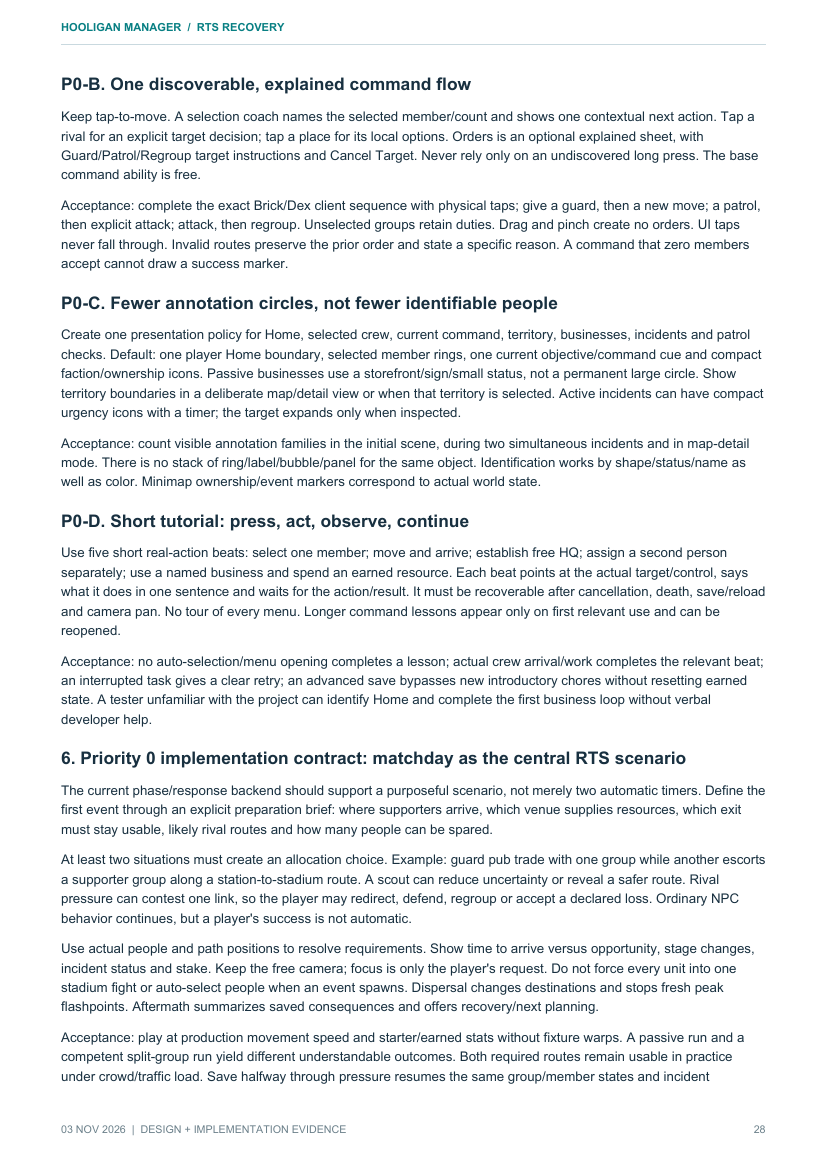 HOOLIGAN MANAGER / RTS RECOVERY
P0-B. One discoverable, explained command flow
Keep tap-to-move. A selection coach names the selected member/count and shows one contextual next action. Tap a
rival for an explicit target decision; tap a place for its local options. Orders is an optional explained sheet, with
Guard/Patrol/Regroup target instructions and Cancel Target. Never rely only on an undiscovered long press. The base
command ability is free.
Acceptance: complete the exact Brick/Dex client sequence with physical taps; give a guard, then a new move; a patrol,
then explicit attack; attack, then regroup. Unselected groups retain duties. Drag and pinch create no orders. UI taps
never fall through. Invalid routes preserve the prior order and state a specific reason. A command that zero members
accept cannot draw a success marker.
P0-C. Fewer annotation circles, not fewer identifiable people
Create one presentation policy for Home, selected crew, current command, territory, businesses, incidents and patrol
checks. Default: one player Home boundary, selected member rings, one current objective/command cue and compact
faction/ownership icons. Passive businesses use a storefront/sign/small status, not a permanent large circle. Show
territory boundaries in a deliberate map/detail view or when that territory is selected. Active incidents can have compact
urgency icons with a timer; the target expands only when inspected.
Acceptance: count visible annotation families in the initial scene, during two simultaneous incidents and in map-detail
mode. There is no stack of ring/label/bubble/panel for the same object. Identification works by shape/status/name as
well as color. Minimap ownership/event markers correspond to actual world state.
P0-D. Short tutorial: press, act, observe, continue
Use five short real-action beats: select one member; move and arrive; establish free HQ; assign a second person
separately; use a named business and spend an earned resource. Each beat points at the actual target/control, says
what it does in one sentence and waits for the action/result. It must be recoverable after cancellation, death, save/reload
and camera pan. No tour of every menu. Longer command lessons appear only on first relevant use and can be
reopened.
Acceptance: no auto-selection/menu opening completes a lesson; actual crew arrival/work completes the relevant beat;
an interrupted task gives a clear retry; an advanced save bypasses new introductory chores without resetting earned
state. A tester unfamiliar with the project can identify Home and complete the first business loop without verbal
developer help.
6. Priority 0 implementation contract: matchday as the central RTS scenario
The current phase/response backend should support a purposeful scenario, not merely two automatic timers. Define the
first event through an explicit preparation brief: where supporters arrive, which venue supplies resources, which exit
must stay usable, likely rival routes and how many people can be spared.
At least two situations must create an allocation choice. Example: guard pub trade with one group while another escorts
a supporter group along a station-to-stadium route. A scout can reduce uncertainty or reveal a safer route. Rival
pressure can contest one link, so the player may redirect, defend, regroup or accept a declared loss. Ordinary NPC
behavior continues, but a player's success is not automatic.
Use actual people and path positions to resolve requirements. Show time to arrive versus opportunity, stage changes,
incident status and stake. Keep the free camera; focus is only the player's request. Do not force every unit into one
stadium fight or auto-select people when an event spawns. Dispersal changes destinations and stops fresh peak
flashpoints. Aftermath summarizes saved consequences and offers recovery/next planning.
Acceptance: play at production movement speed and starter/earned stats without fixture warps. A passive run and a
competent split-group run yield different understandable outcomes. Both required routes remain usable in practice
under crowd/traffic load. Save halfway through pressure resumes the same group/member states and incident
03 NOV 2026 | DESIGN + IMPLEMENTATION EVIDENCE
28